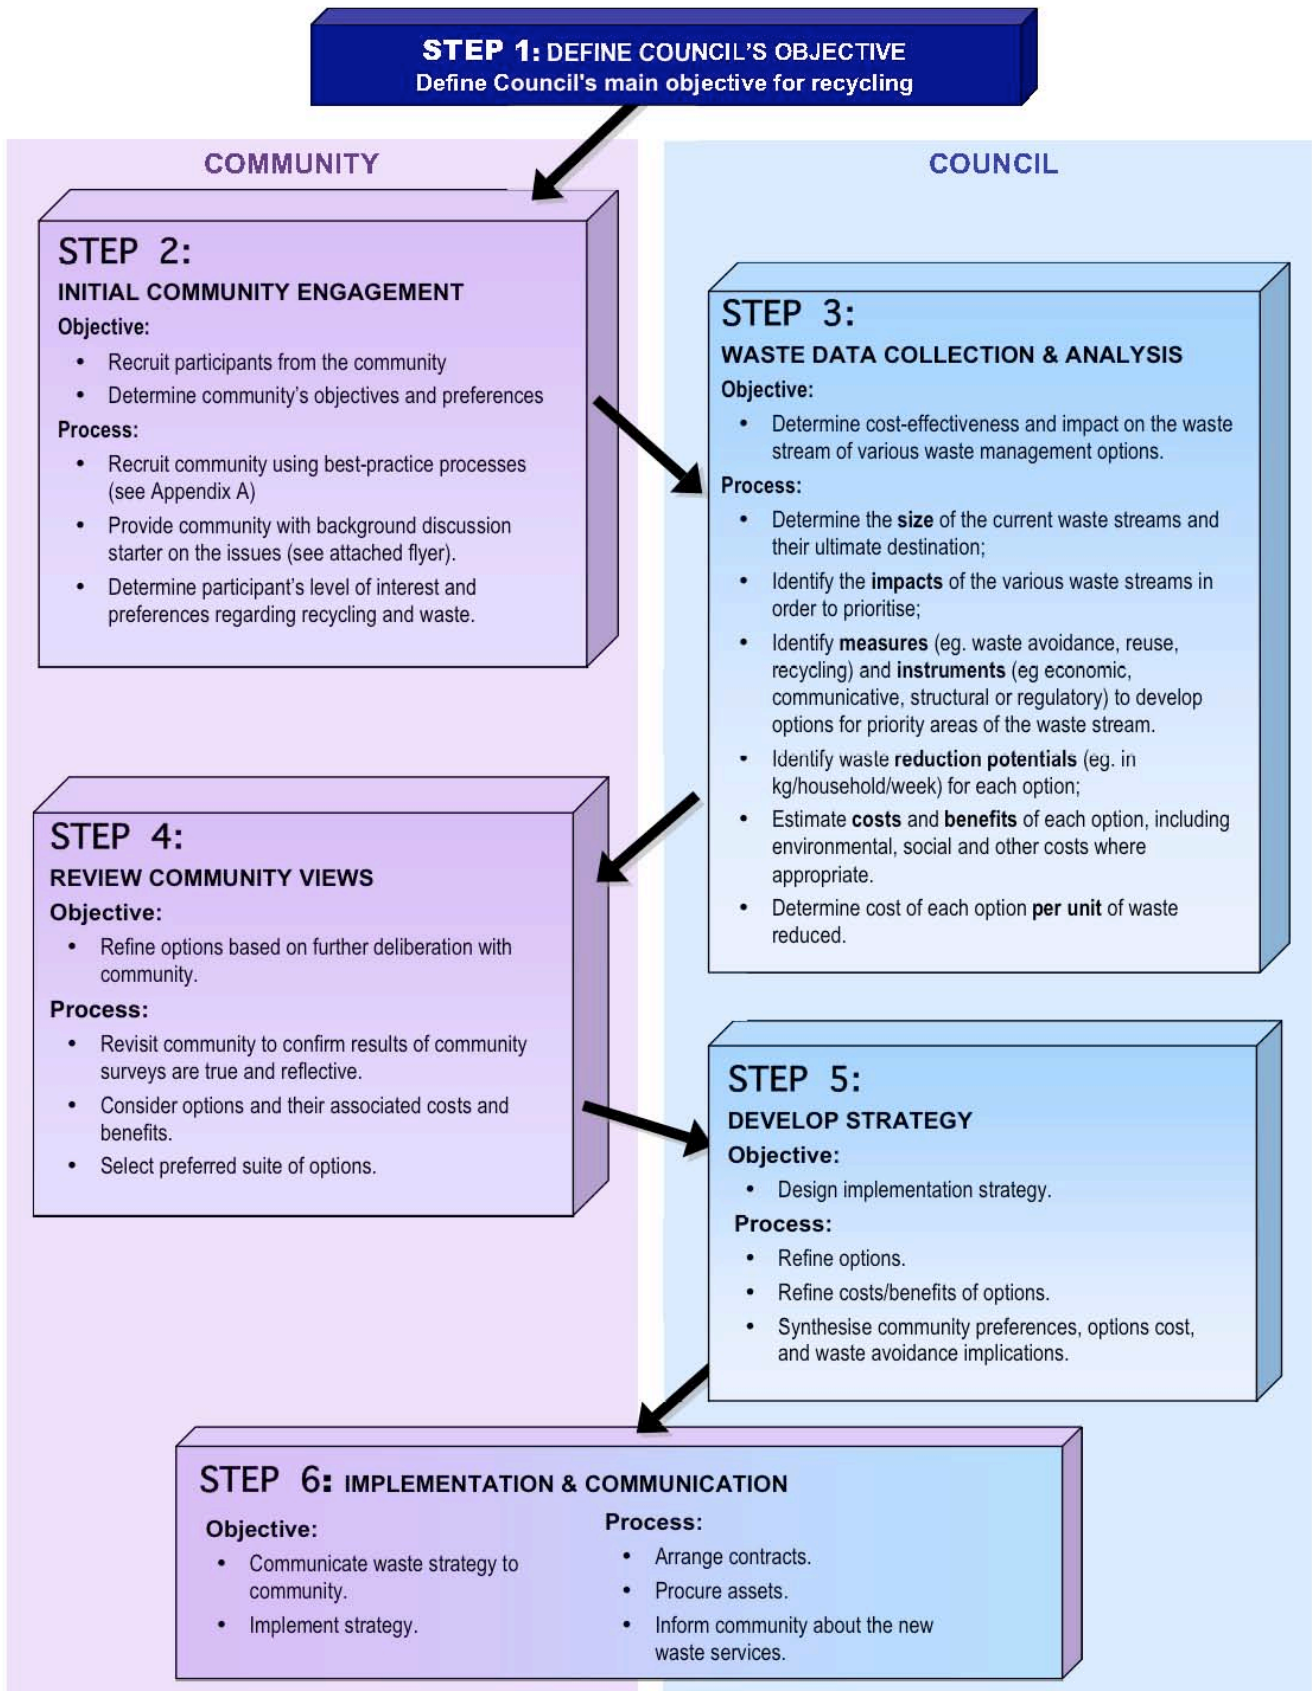 STEP 1: DEFINE COUNCIL'S OBJECTIVE
Define Council's main objective for recycling
COMMUNITY
COUNCIL
STEP 2:
INITIAL COMMUNITY ENGAGEMENT
Objective:
• Recruit participants from the community
• Determine community's objectives and preferences
Process:
• Recruit community using best-practice processes
(see Appendix A)
• Provide community with background discussion
starter on the issues (see attached flyer).
• Determine participant's level of interest and
preferences regarding recycling and waste.
STEP 3:
WASTE DATA COLLECTION & ANALYSIS
Objective:
• Determine cost-effectiveness and impact on the waste
stream of various waste management options.
Process:
• Determine the size of the current waste streams and
their ultimate destination;
• Identify the impacts of the various waste streams in
order to prioritise;
• Identify measures (eg. waste avoidance, reuse,
recycling) and instruments (eg economic,
communicative, structural or regulatory) to develop
options for priority areas of the waste stream.
• Identify waste reduction potentials (eg. in
kg/household/week) for each option;
• Estimate costs and benefits of each option, including
environmental, social and other costs where
appropriate.
• Determine cost of each option per unit of waste
reduced.
STEP 4:
REVIEW COMMUNITY VIEWS
Objective:
• Refine options based on further deliberation with
community.
Process:
• Revisit community to confirm results of community
surveys are true and reflective.
• Consider options and their associated costs and
benefits.
• Select preferred suite of options.
STEP 5:
DEVELOP STRATEGY
Objective:
• Design implementation strategy.
Process:
• Refine options.
• Refine costs/benefits of options.
• Synthesise community preferences, options cost,
and waste avoidance implications.
STEP 6: IMPLEMENTATION & COMMUNICATION
Objective:
• Communicate waste strategy to
community.
• Implement strategy.
Process:
• Arrange contracts.
• Procure assets.
• Inform community about the new
waste services.